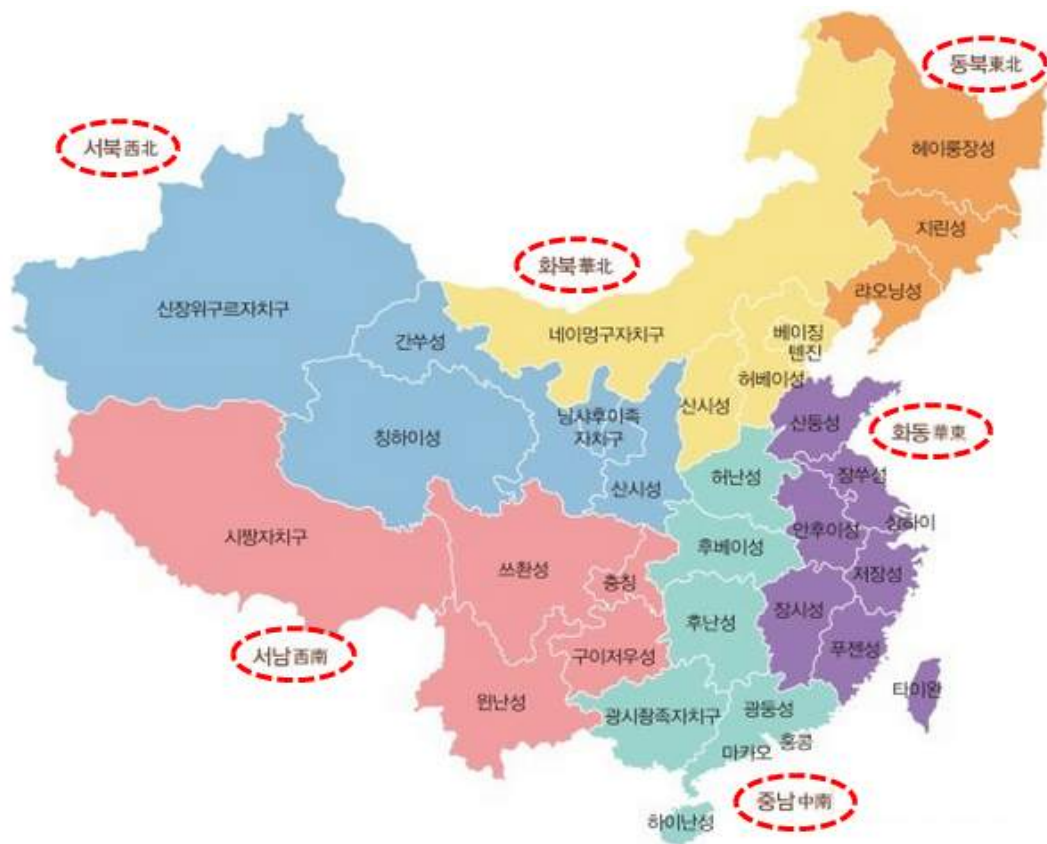 동북東北
서북西北
헤이룽장성
지린성
화북華北
랴오닝성
신장위구르자치구
네이멍구자치구
베이징
톈진
간쑤성
허베이성
산시성
산둥성
화동華東
칭하이성
닝샤후이족
자치구
허난성
장쑤성
산시성
상하이
안후이성
시짱자치구
후베이성
쓰촨성
저장성
충칭
장시성
후난성
푸젠성
서남西南
구이저우성
윈난성
타이완
광시좡족자치구
광둥성
홍콩
마카오
중남中南
하이난성